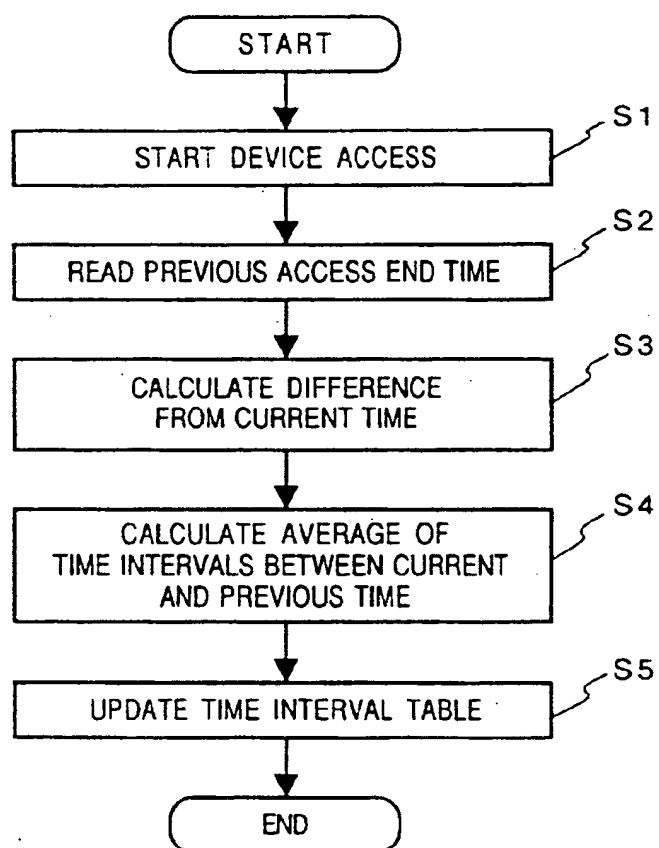 START
S1
START DEVICE ACCESS
S2
READ PREVIOUS ACCESS END TIME
S3
CALCULATE DIFFERENCE
FROM CURRENT TIME
S4
CALCULATE AVERAGE OF
TIME INTERVALS BETWEEN CURRENT
AND PREVIOUS TIME
S5
UPDATE TIME INTERVAL TABLE
END